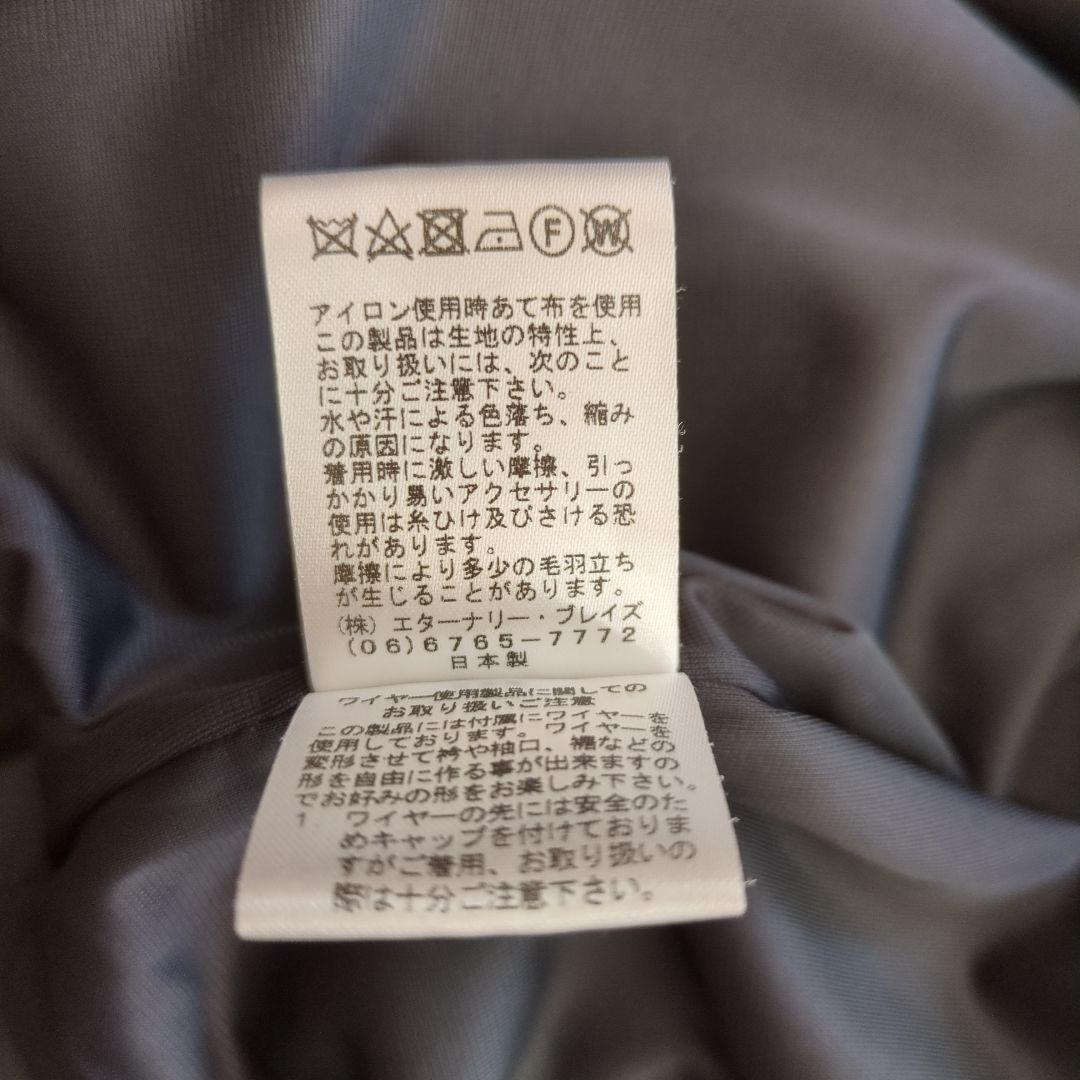 F W
アイロン使用時あて布を使用
この製品は生地の特性上、
お取り扱いには、次のこと
に十分ご注意下さい。
水や汗による色落ち、縮み
の原因になります。
着用時に激しい摩擦、引っ
かかり易いアクセサリーの
使用は糸ひけ及びさける恐
れがあります。
摩擦により多少の毛羽立ち
が生じることがあります。
(株) エターナリー・ブレイズ
(06)6765-7772
日本製
ワイヤー使用製品に関しての
お取り扱いご注意
この製品には付属にワイヤーを
使用しております。ワイヤーを
変形させて衿や袖口、裾などの
形を自由に作る事が出来ますの
でお好みの形をお楽しみ下さい。
1 ワイヤーの先には安全のた
めキャップを付けておりま
すがご着用、お取り扱いの
際は十分ご注意下さい。